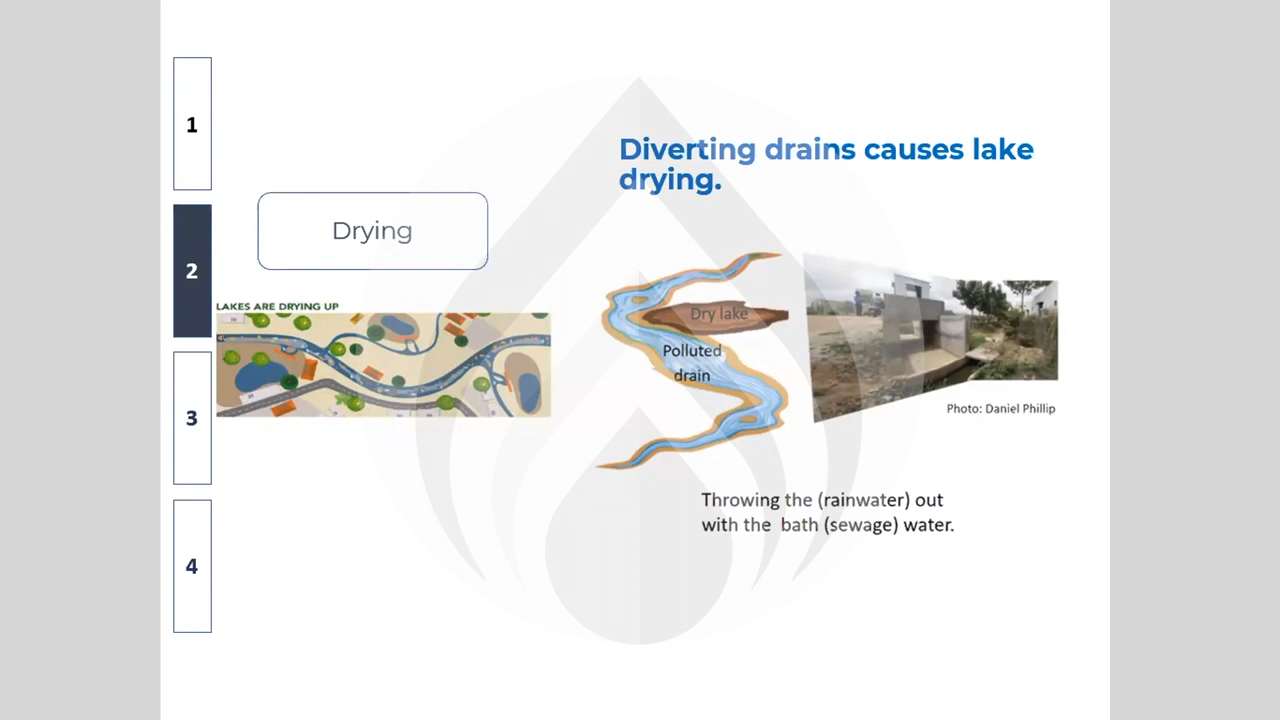 1
2
3
4
Drying
LAKES ARE DRYING UP
Diverting drains causes lake
drying.
Dry lake
Polluted
drain
Photo: Daniel Phillip
Throwing the (rainwater) out
with the bath (sewage) water.